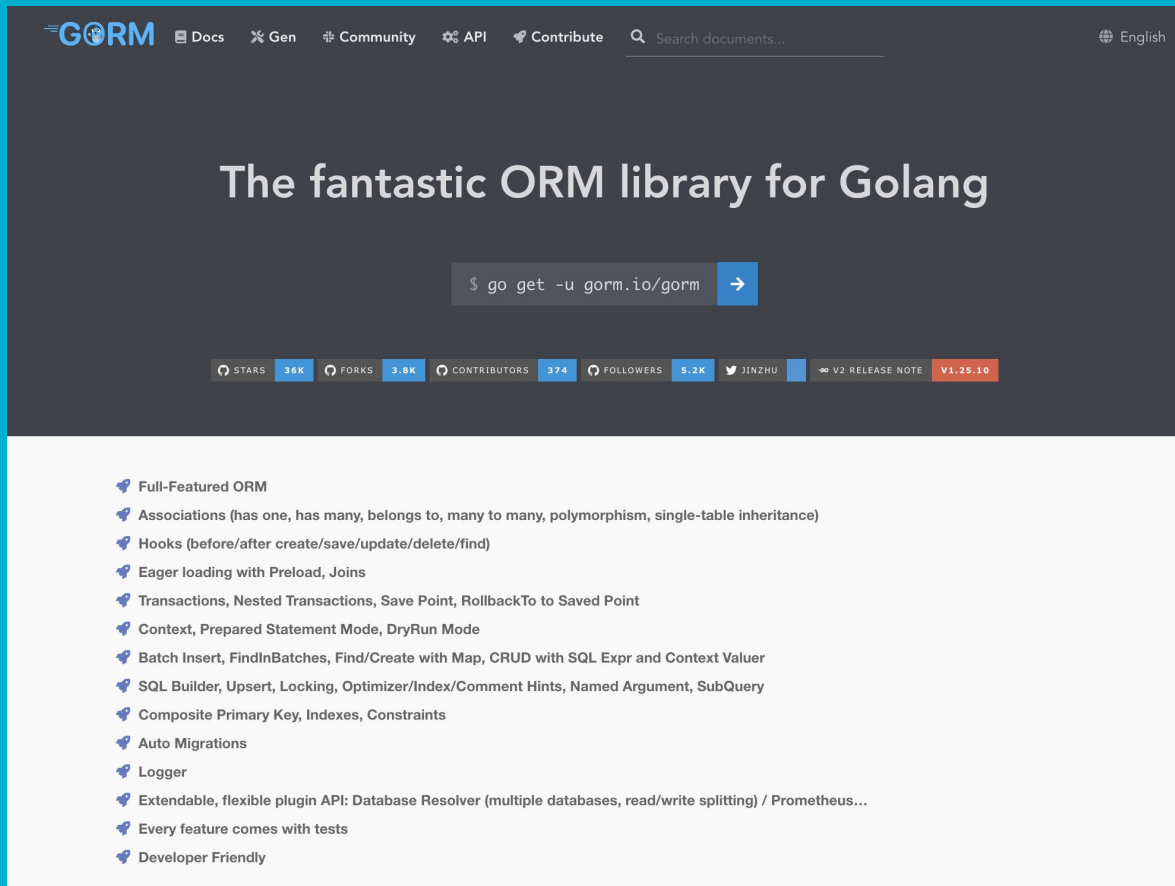 GORM Docs Gen Community API Contribute Search documents... English
The fantastic ORM library for Golang
$ go get -u gorm.io/gorm
STARS 36K FORKS 3.8K CONTRIBUTORS 374 FOLLOWERS 5.2K JINZHU V2 RELEASE NOTE V1.25.10
Full-Featured ORM
Associations (has one, has many, belongs to, many to many, polymorphism, single-table inheritance)
Hooks (before/after create/save/update/delete/find)
Eager loading with Preload, Joins
Transactions, Nested Transactions, Save Point, RollbackTo to Saved Point
Context, Prepared Statement Mode, DryRun Mode
Batch Insert, FindInBatches, Find/Create with Map, CRUD with SQL Expr and Context Valuer
SQL Builder, Upsert, Locking, Optimizer/Index/Comment Hints, Named Argument, SubQuery
Composite Primary Key, Indexes, Constraints
Auto Migrations
Logger
Extendable, flexible plugin API: Database Resolver (multiple databases, read/write splitting) / Prometheus…
Every feature comes with tests
Developer Friendly